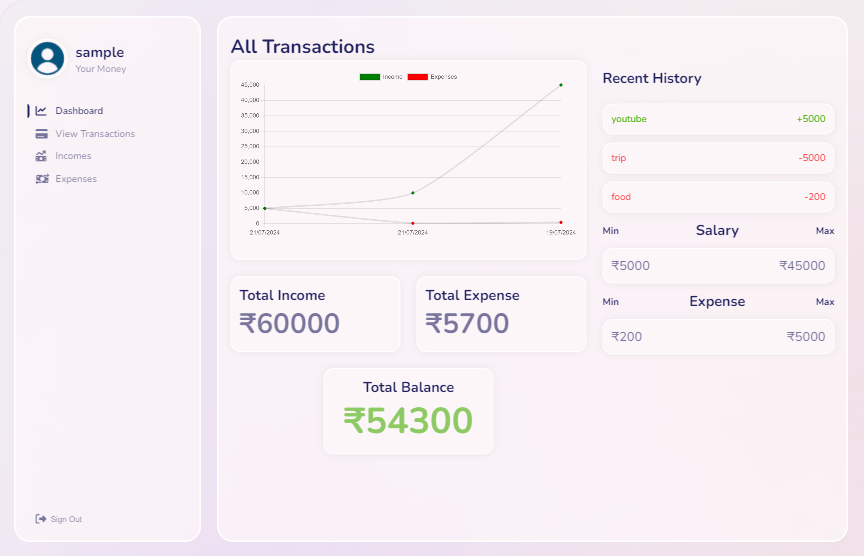 sample
Your Money
Dashboard
View Transactions
Incomes
Expenses
Sign Out
All Transactions
Income Expenses
45,000
40,000
35,000
30,000
25,000
20,000
15,000
10,000
5,000
0
21/07/2024 21/07/2024 19/07/2024
Total Income
₹60000
Total Expense
₹5700
Total Balance
₹54300
Recent History
youtube +5000
trip -5000
food -200
Min Salary Max
₹5000 ₹45000
Min Expense Max
₹200 ₹5000